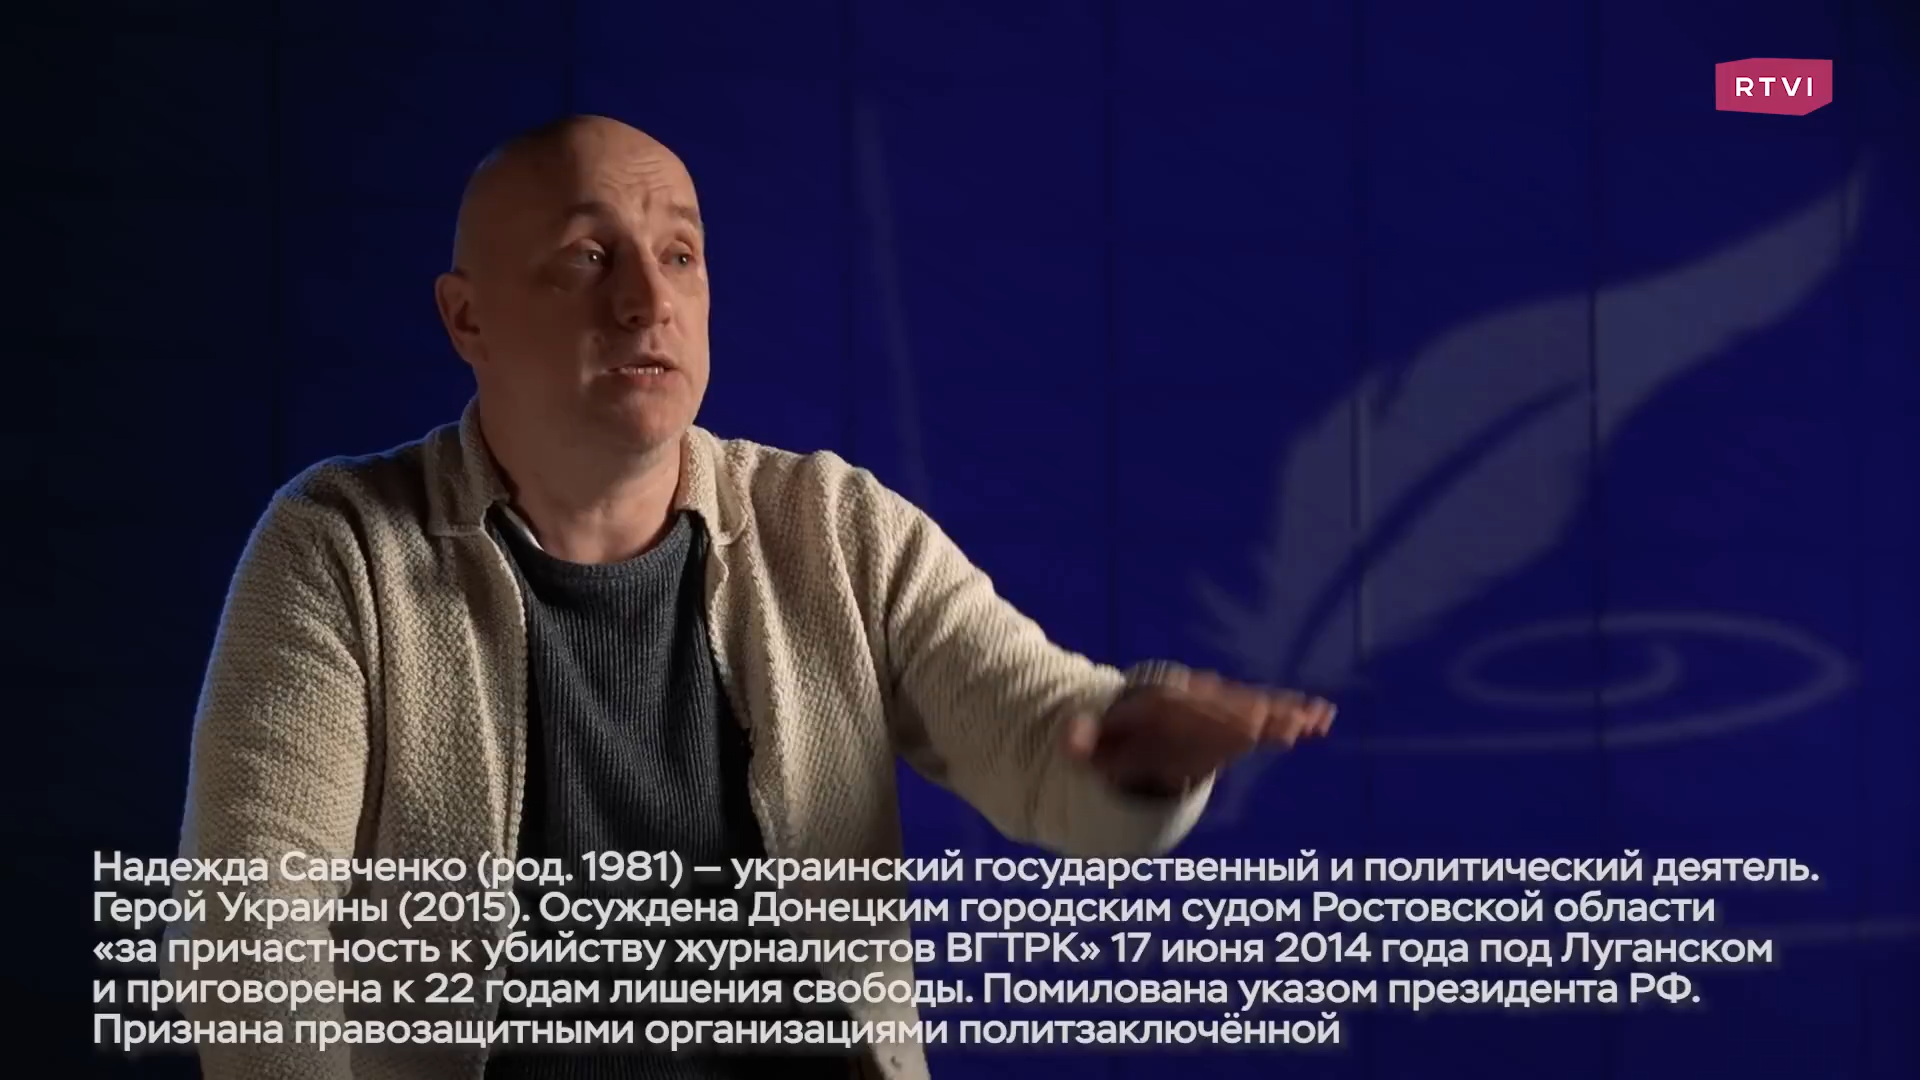 RTVI
Надежда Савченко (род. 1981) — украинский государственный и политический деятель.
Герой Украины (2015). Осуждена Донецким городским судом Ростовской области
«за причастность к убийству журналистов ВГТРК» 17 июня 2014 года под Луганском
и приговорена к 22 годам лишения свободы. Помилована указом президента РФ.
Признана правозащитными организациями политзаключённой